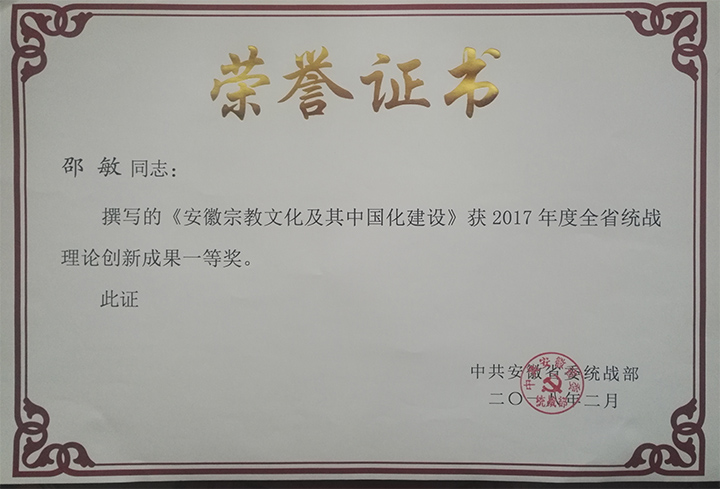 荣誉证书
邵敏同志：
撰写的《安徽宗教文化及其中国化建设》获 2017 年度全省统战
理论创新成果一等奖。
此证
中共安徽省委统战部
二〇一八年二月